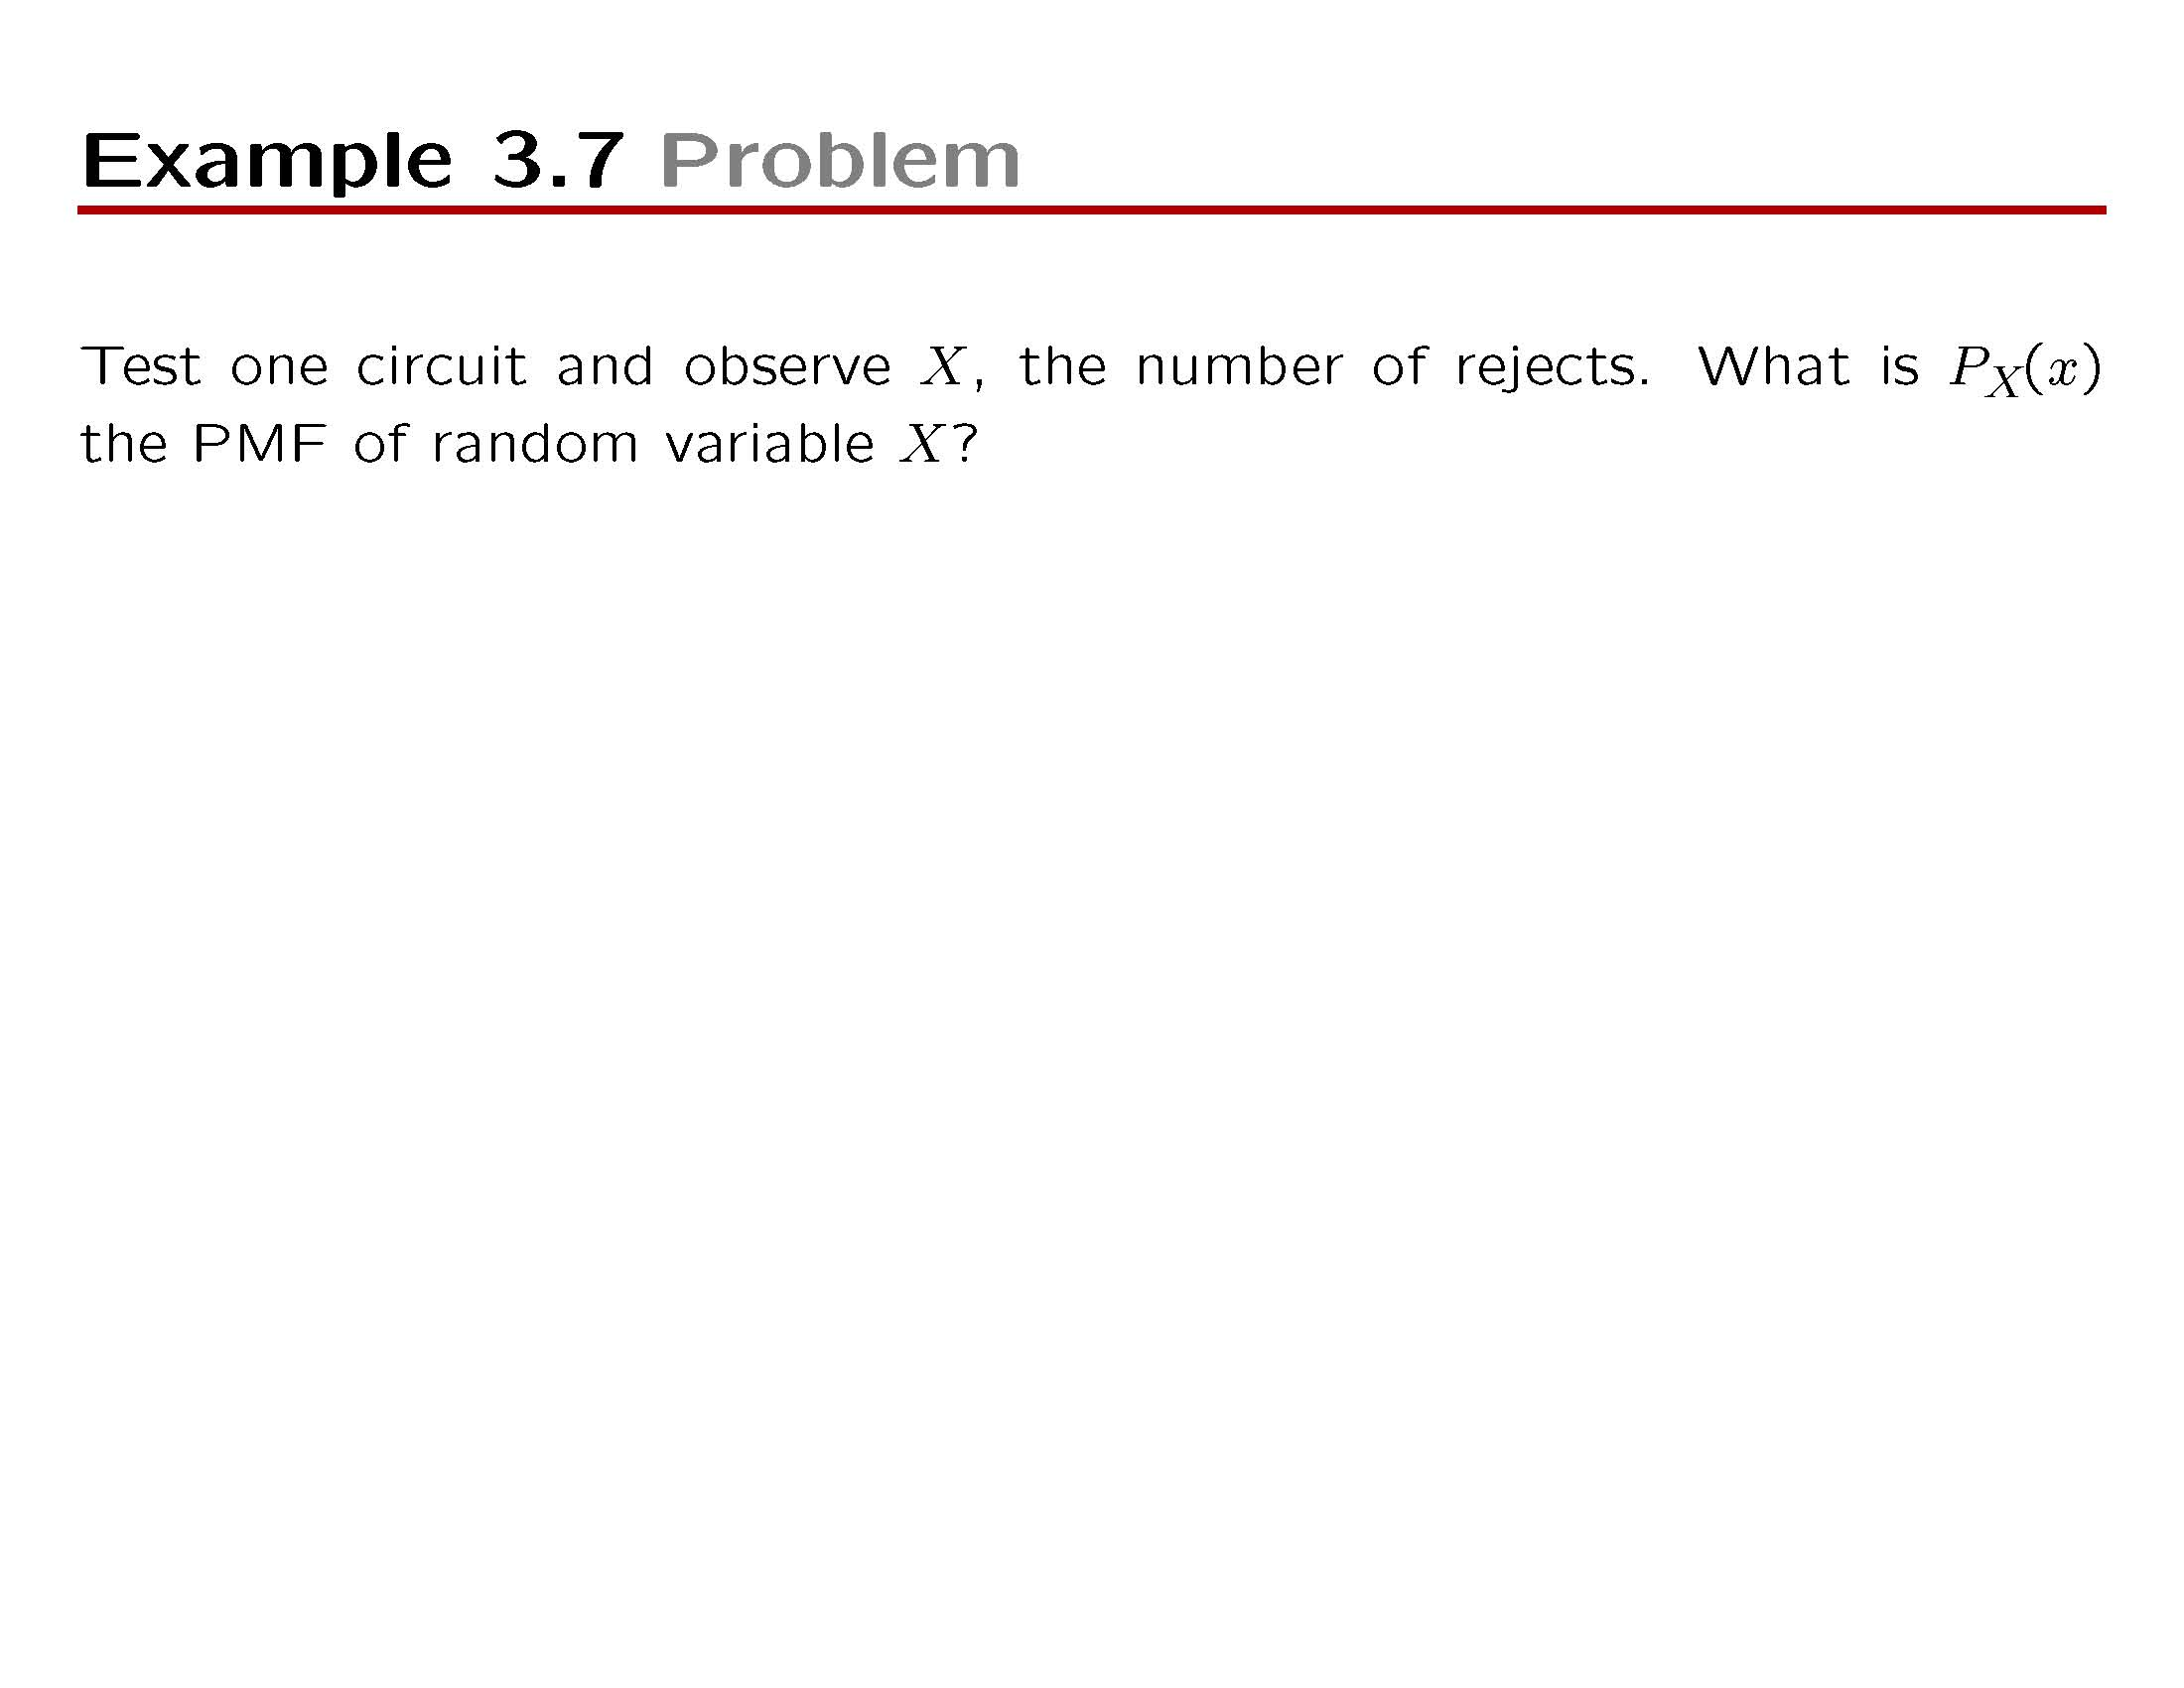 Example 3.7 Problem
Test one circuit and observe X, the number of rejects. What is P_X(x)
the PMF of random variable X?